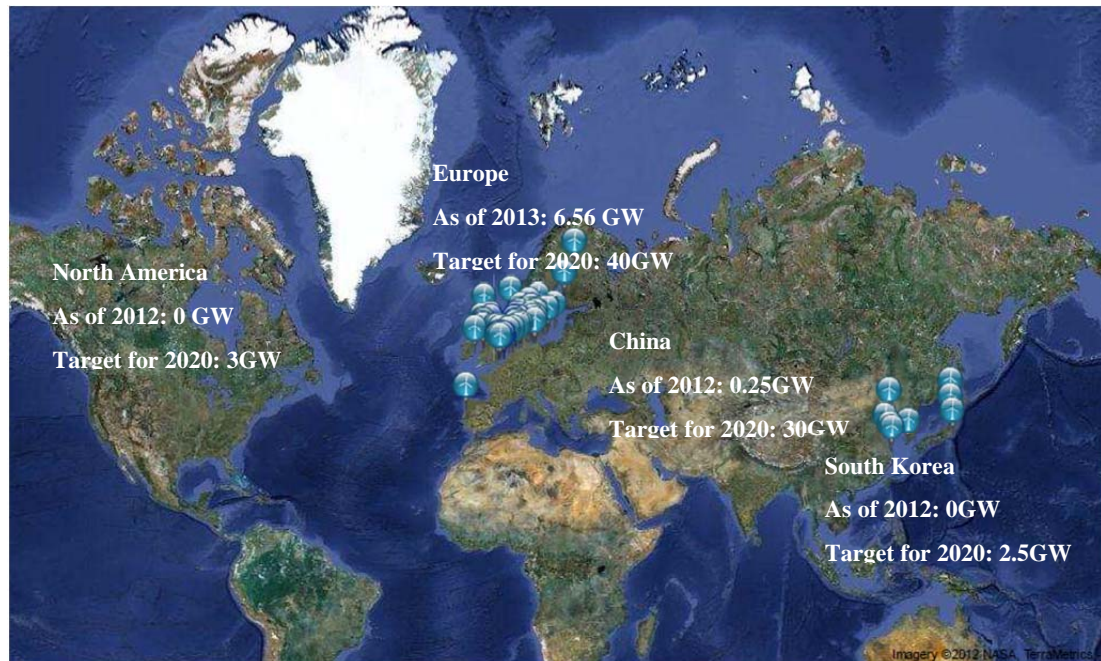 Europe
As of 2013: 6.56 GW
Target for 2020: 40GW
North America
As of 2012: 0 GW
Target for 2020: 3GW
China
As of 2012: 0.25GW
Target for 2020: 30GW
South Korea
As of 2012: 0GW
Target for 2020: 2.5GW
Imagery ©2012 NASA, TerraMetrics